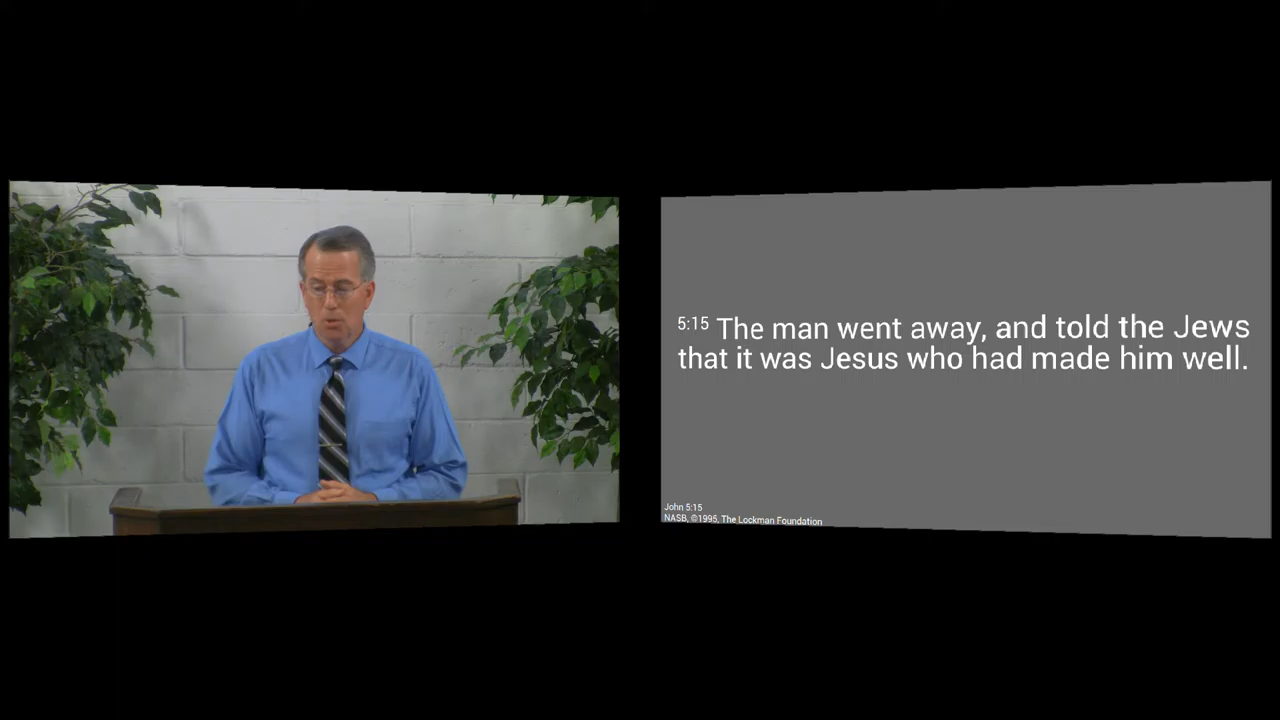 5:15 The man went away, and told the Jews
that it was Jesus who had made him well.
John 5:15
NASB, ©1995, The Lockman Foundation